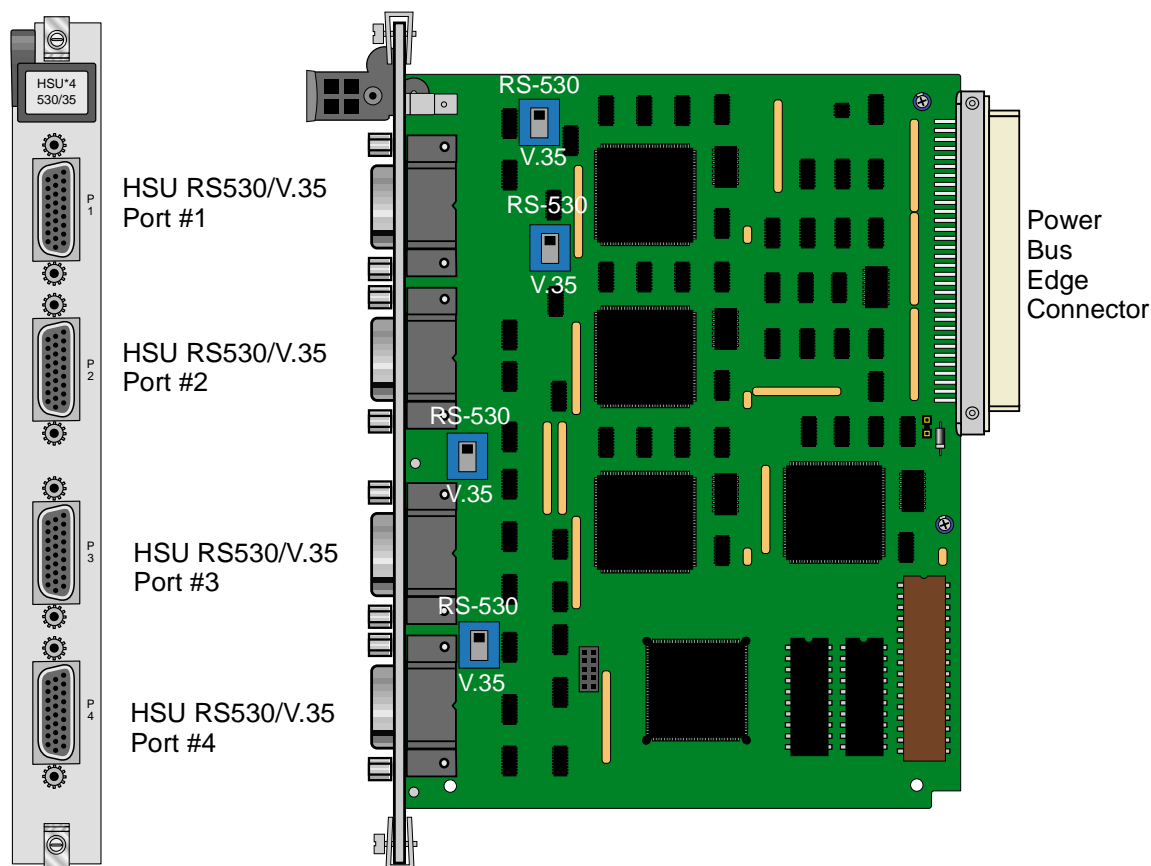 HSU*4
530/35
P
1
HSU RS530/V.35
Port #1
P
2
HSU RS530/V.35
Port #2
P
3
HSU RS530/V.35
Port #3
P
4
HSU RS530/V.35
Port #4
RS-530
V.35
RS-530
V.35
RS-530
V.35
RS-530
V.35
Power
Bus
Edge
Connector